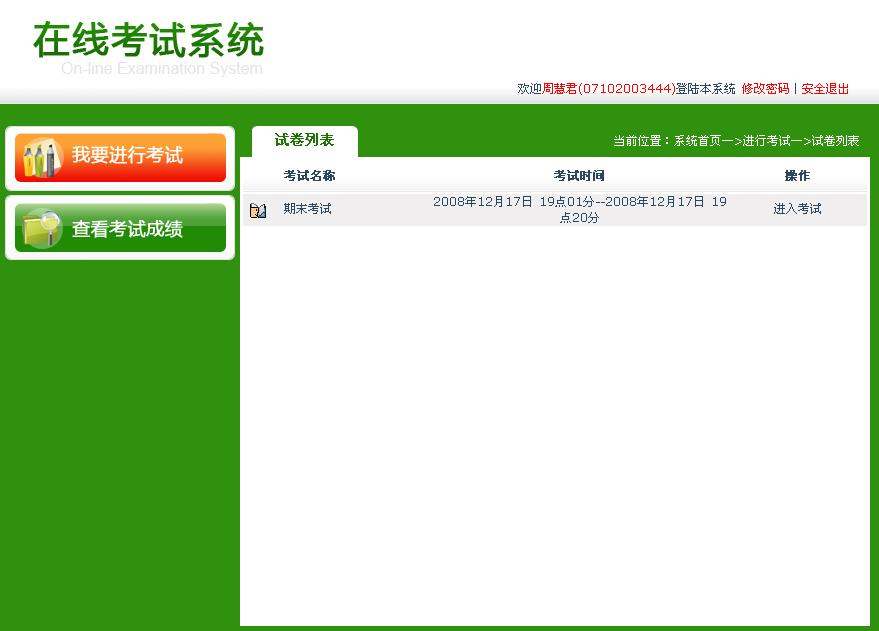 在线考试系统
On-line Examination System
欢迎周慧君(07102003444)登陆本系统 修改密码 | 安全退出
我要进行考试
查看考试成绩
试卷列表
当前位置：系统首页—>进行考试—>试卷列表
考试名称 考试时间 操作
期末考试 2008年12月17日 19点01分--2008年12月17日 19
点20分 进入考试